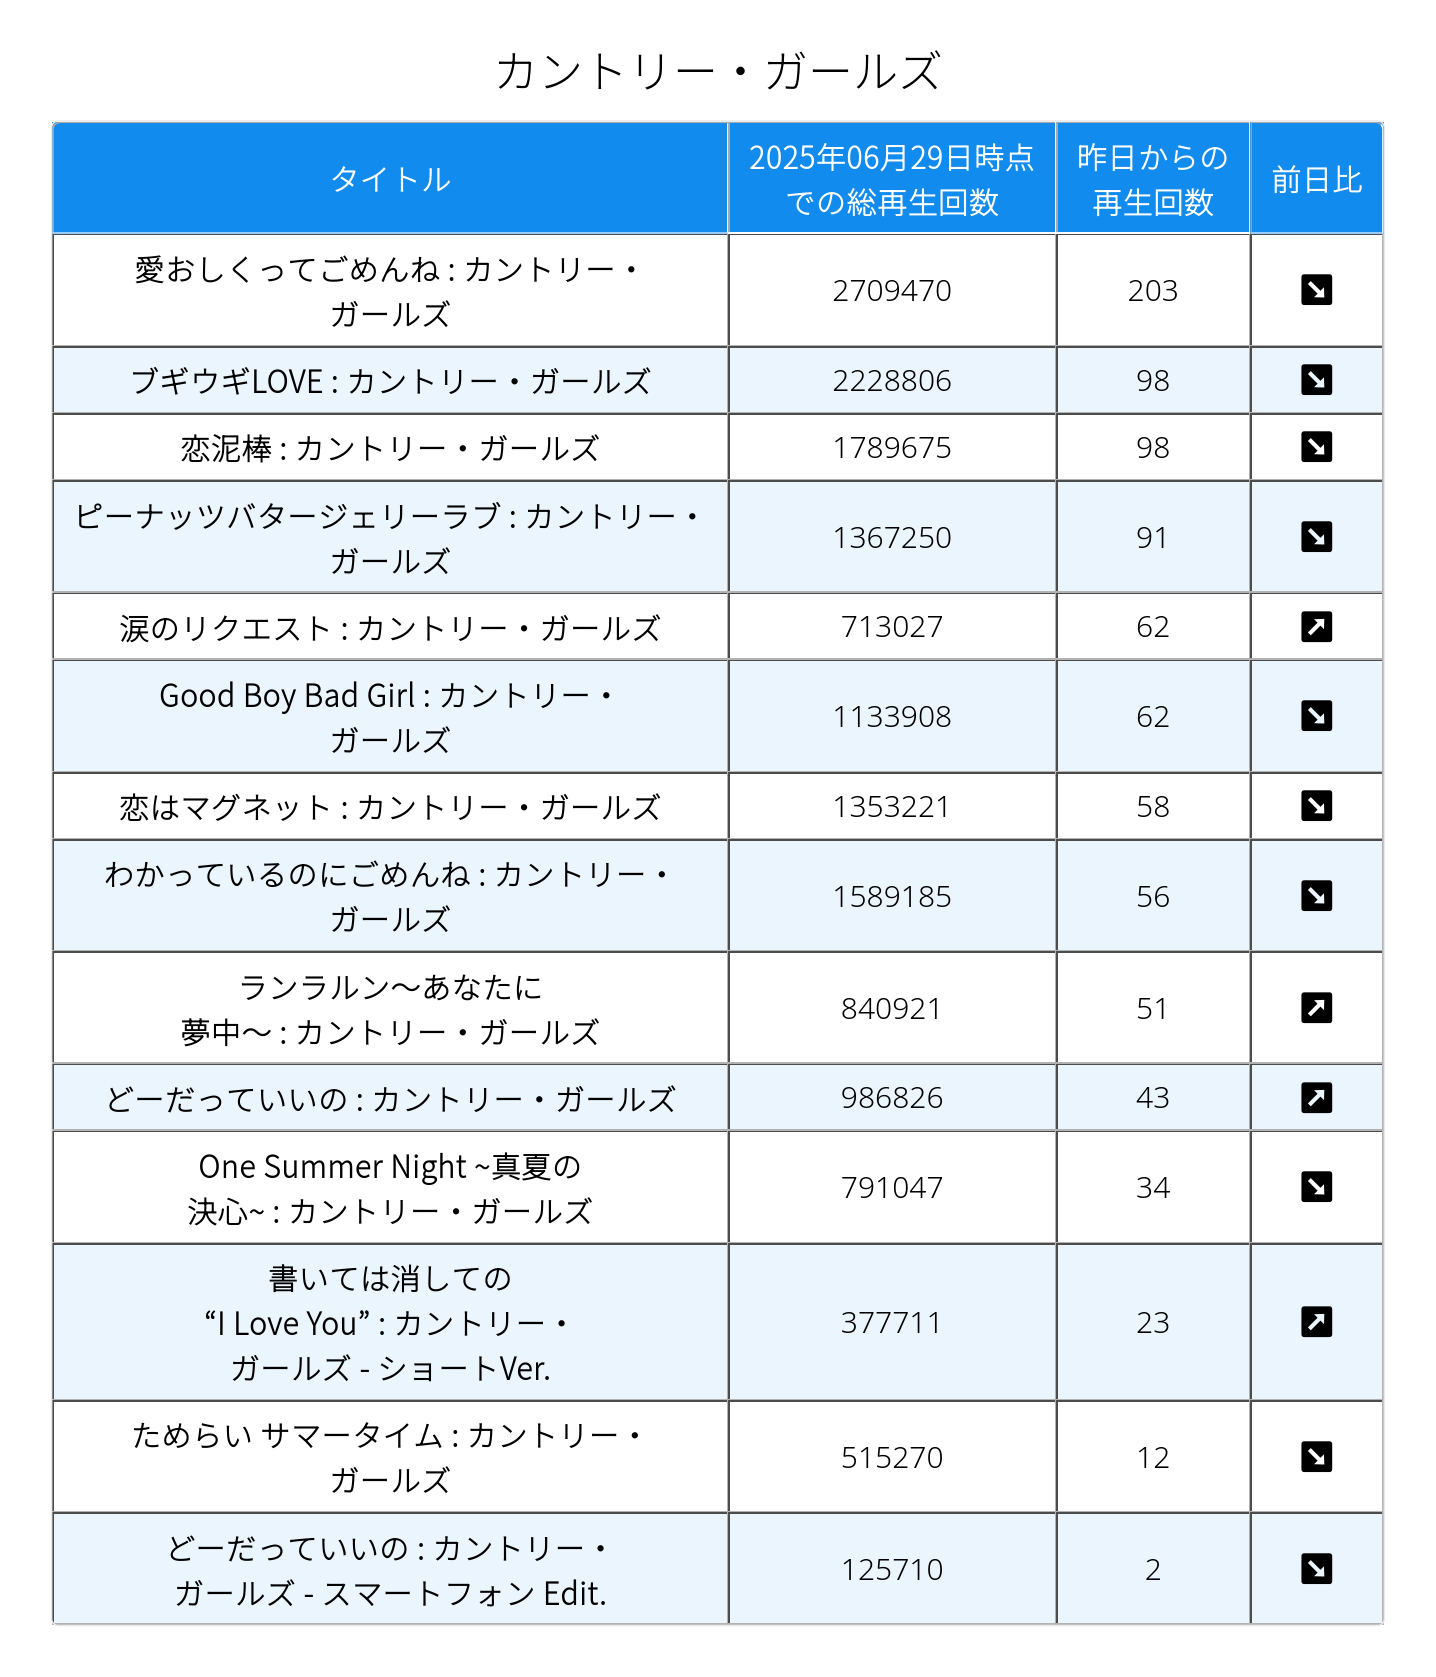 カントリー・ガールズ
タイトル
2025年06月29日時点
での総再生回数
昨日からの
再生回数
前日比
愛おしくってごめんね : カントリー・
ガールズ
2709470
203
↘
ブギウギLOVE : カントリー・ガールズ
2228806
98
↘
恋泥棒 : カントリー・ガールズ
1789675
98
↘
ピーナッツバタージェリーラブ : カントリー・
ガールズ
1367250
91
↘
涙のリクエスト : カントリー・ガールズ
713027
62
↗
Good Boy Bad Girl : カントリー・
ガールズ
1133908
62
↘
恋はマグネット : カントリー・ガールズ
1353221
58
↘
わかっているのにごめんね : カントリー・
ガールズ
1589185
56
↘
ランラルン〜あなたに
夢中〜 : カントリー・ガールズ
840921
51
↗
どーだっていいの : カントリー・ガールズ
986826
43
↗
One Summer Night ~真夏の
決心~ : カントリー・ガールズ
791047
34
↘
書いては消しての
“I Love You” : カントリー・
ガールズ - ショートVer.
377711
23
↗
ためらい サマータイム : カントリー・
ガールズ
515270
12
↘
どーだっていいの : カントリー・
ガールズ - スマートフォン Edit.
125710
2
↘